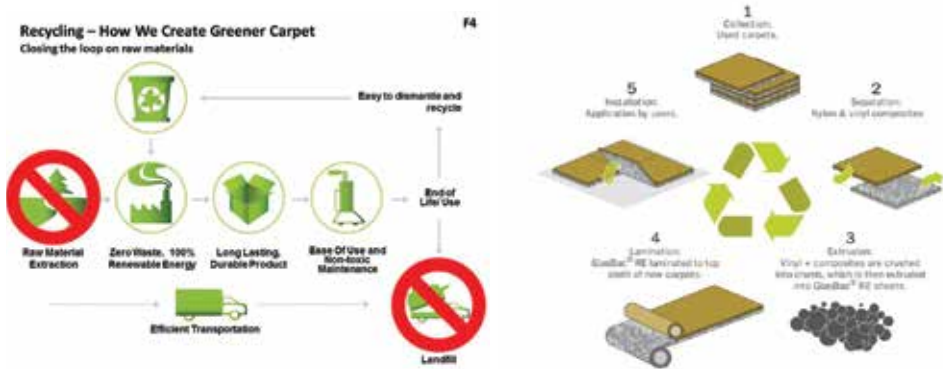 F4
Recycling – How We Create Greener Carpet
Closing the loop on raw materials
Easy to dismantle and
recycle
Raw Material
Extraction
Zero Waste, 100%
Renewable Energy
Long Lasting,
Durable Product
Ease Of Use and
Non-toxic
Maintenance
End of
Life/ Use
Efficient Transportation
Landfill
1
Collection:
Used carpets.
2
Separation:
Nylon & vinyl composites
3
Extrusion:
Vinyl + composites are crushed
into chunks, which is then extruded
into GlasBac® RE sheets.
4
Lamination:
GlasBac® RE laminated to top
cloth of new carpets.
5
Installation:
Application by users.